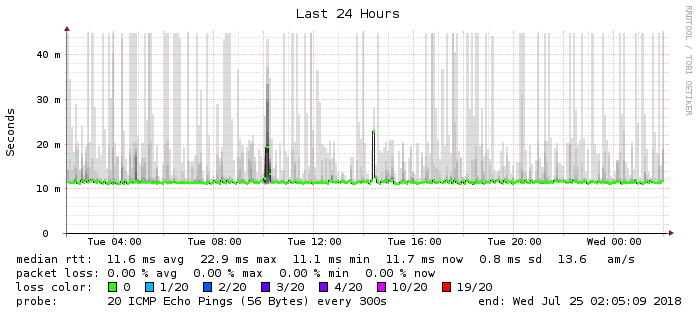 Last 24 Hours
RRDTOOL / TOBI OETIKER
Seconds
40 m
30 m
20 m
10 m
0
Tue 04:00 Tue 08:00 Tue 12:00 Tue 16:00 Tue 20:00 Wed 00:00
median rtt: 11.6 ms avg 22.9 ms max 11.1 ms min 11.7 ms now 0.8 ms sd 13.6 am/s
packet loss: 0.00 % avg 0.00 % max 0.00 % min 0.00 % now
loss color: 0 1/20 2/20 3/20 4/20 10/20 19/20
probe: 20 ICMP Echo Pings (56 Bytes) every 300s end: Wed Jul 25 02:05:09 2018